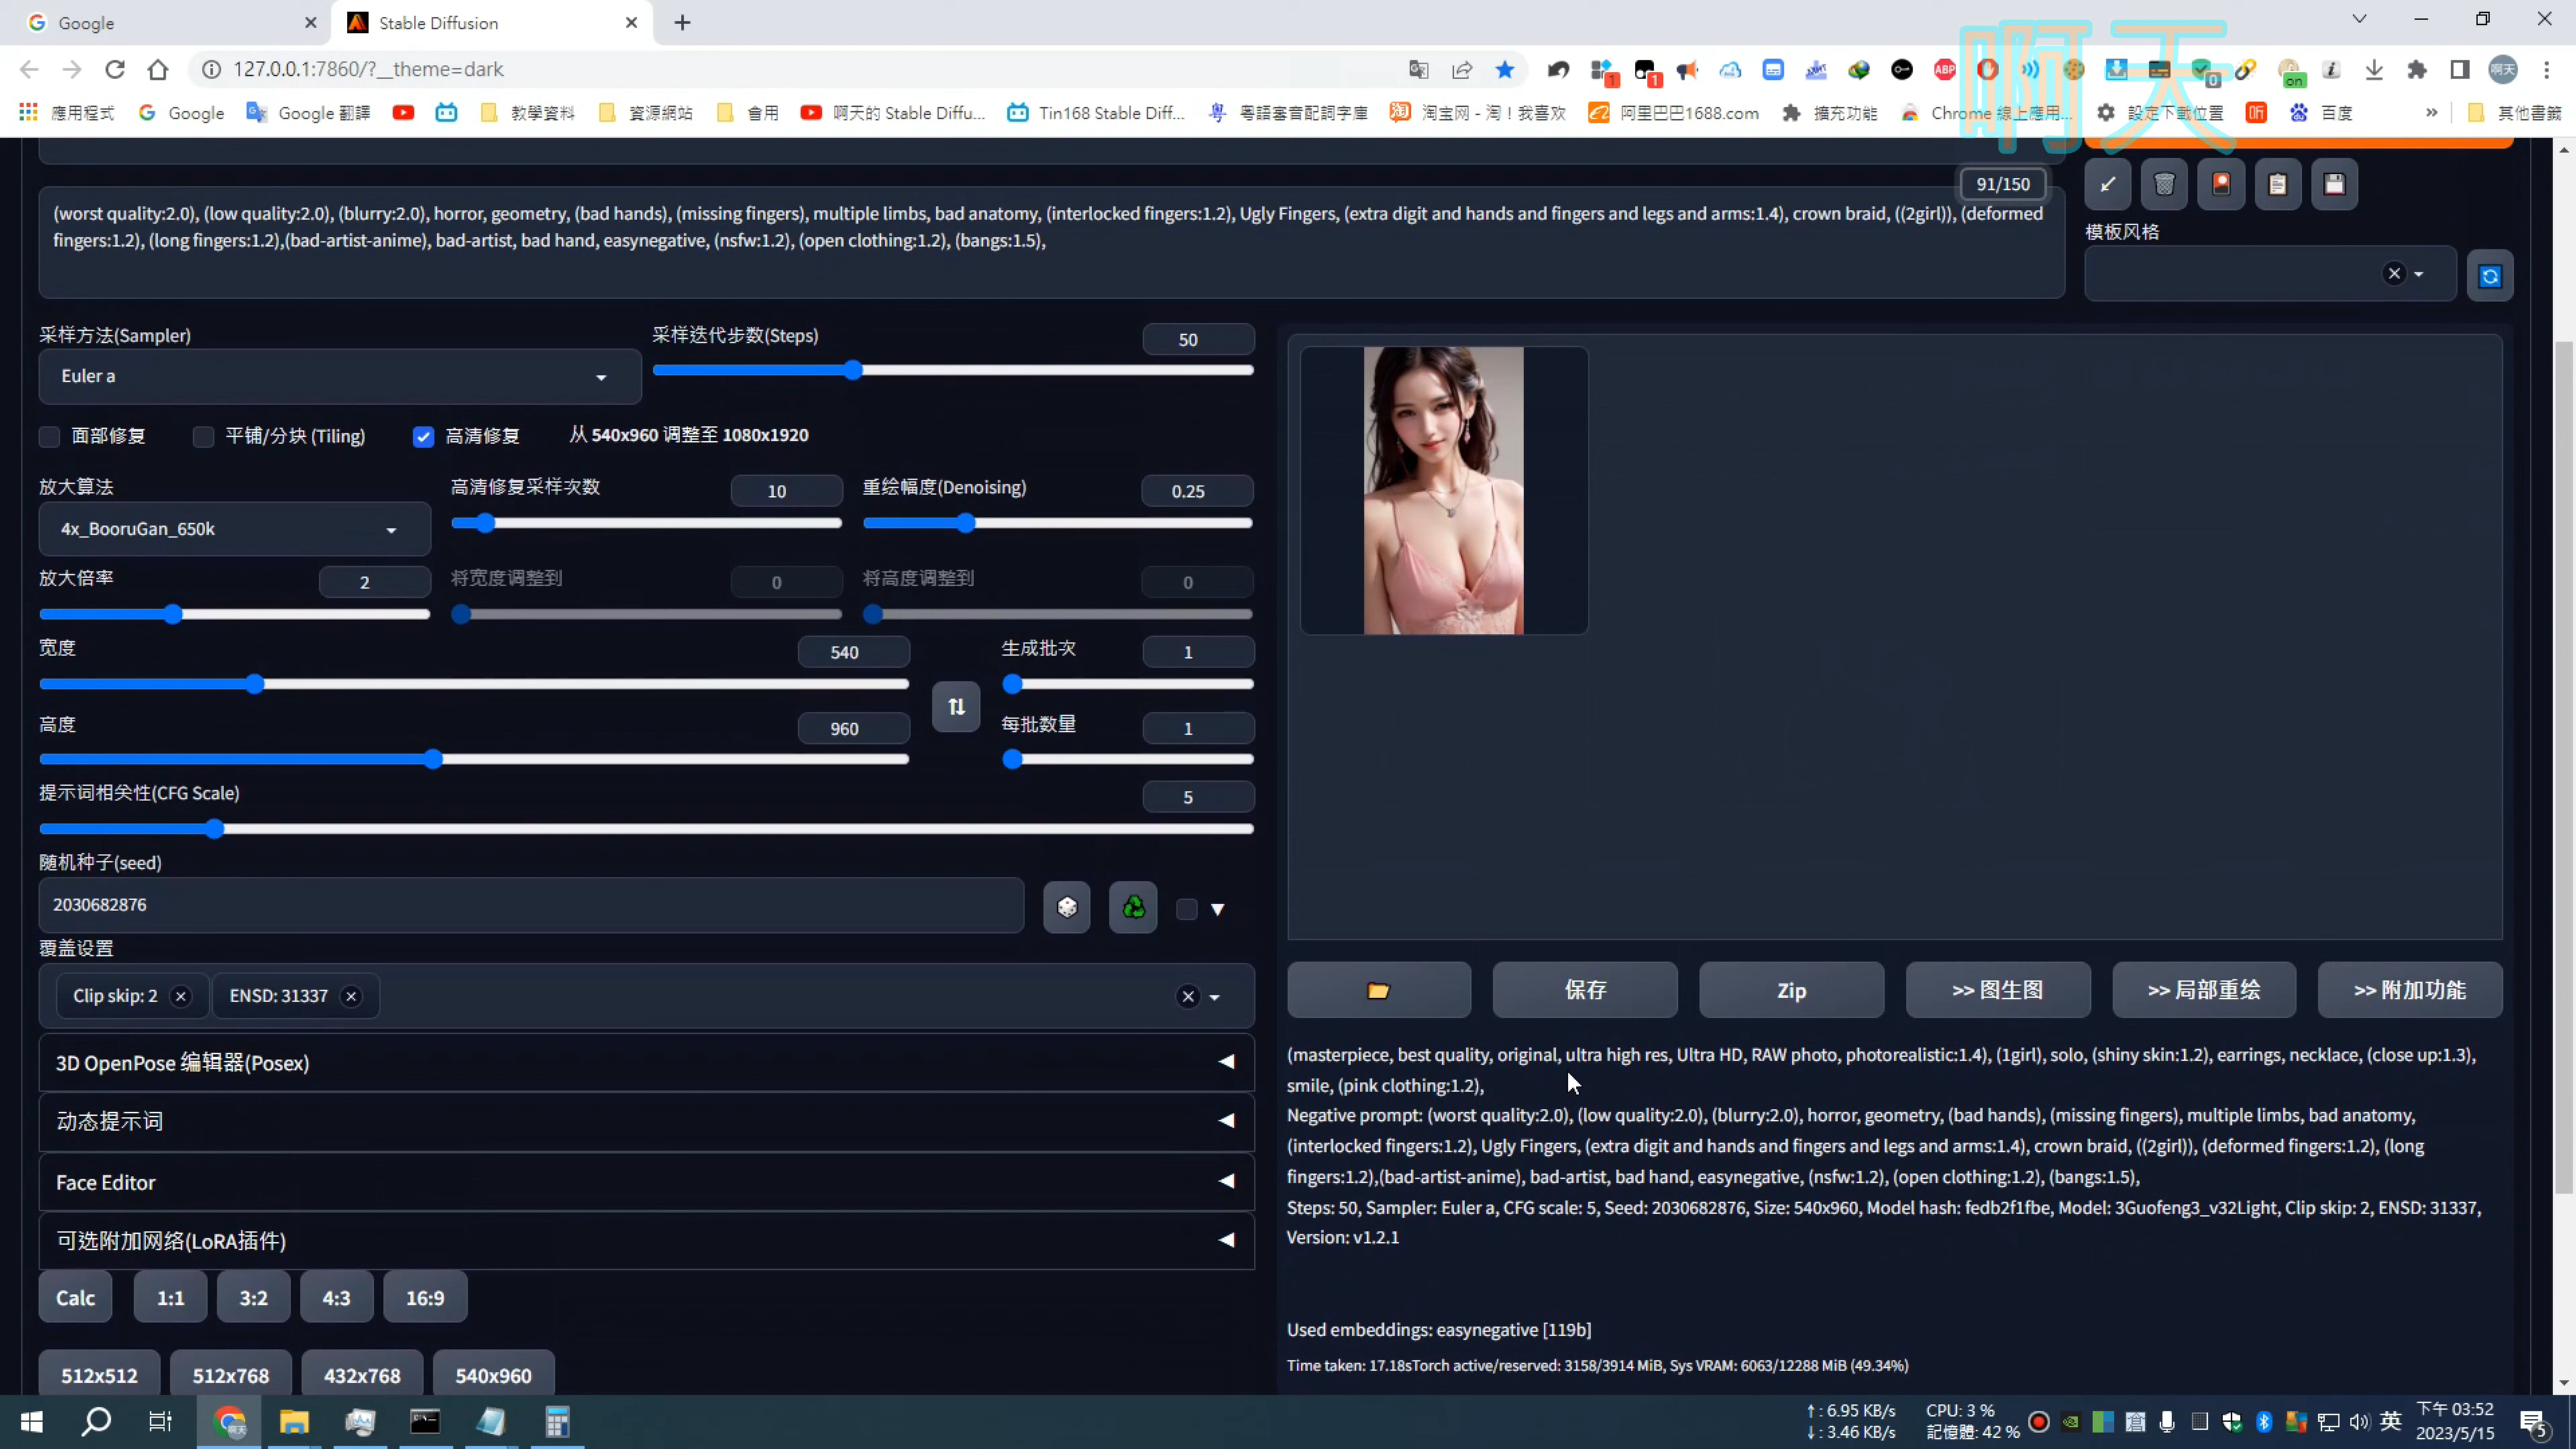 Google
Stable Diffusion
127.0.0.1:7860/?__theme=dark
應用程式 Google Google 翻譯 教學資料 資源網站 會用 啊天的 Stable Diffu... Tin168 Stable Diff... 粵語審音配詞字庫 淘宝网 - 淘！我喜欢 阿里巴巴1688.com 擴充功能 Chrome 線上應用... 設定下載位置 百度 » 其他書籤
啊天
91/150
(worst quality:2.0), (low quality:2.0), (blurry:2.0), horror, geometry, (bad hands), (missing fingers), multiple limbs, bad anatomy, (interlocked fingers:1.2), Ugly Fingers, (extra digit and hands and fingers and legs and arms:1.4), crown braid, ((2girl)), (deformed
fingers:1.2), (long fingers:1.2),(bad-artist-anime), bad-artist, bad hand, easynegative, (nsfw:1.2), (open clothing:1.2), (bangs:1.5),
模板风格
采样方法(Sampler)
Euler a
采样迭代步数(Steps) 50
面部修复 平铺/分块 (Tiling) 高清修复 从 540x960 调整至 1080x1920
放大算法
4x_BooruGan_650k
高清修复采样次数 10
重绘幅度(Denoising) 0.25
放大倍率 2
将宽度调整到 0
将高度调整到 0
宽度 540
生成批次 1
高度 960
每批数量 1
提示词相关性(CFG Scale) 5
随机种子(seed)
2030682876
覆盖设置
Clip skip: 2 ENSD: 31337
3D OpenPose 编辑器(Posex)
动态提示词
Face Editor
可选附加网络(LoRA插件)
Calc 1:1 3:2 4:3 16:9
512x512 512x768 432x768 540x960
保存 Zip >> 图生图 >> 局部重绘 >> 附加功能
(masterpiece, best quality, original, ultra high res, Ultra HD, RAW photo, photorealistic:1.4), (1girl), solo, (shiny skin:1.2), earrings, necklace, (close up:1.3),
smile, (pink clothing:1.2),
Negative prompt: (worst quality:2.0), (low quality:2.0), (blurry:2.0), horror, geometry, (bad hands), (missing fingers), multiple limbs, bad anatomy,
(interlocked fingers:1.2), Ugly Fingers, (extra digit and hands and fingers and legs and arms:1.4), crown braid, ((2girl)), (deformed fingers:1.2), (long
fingers:1.2),(bad-artist-anime), bad-artist, bad hand, easynegative, (nsfw:1.2), (open clothing:1.2), (bangs:1.5),
Steps: 50, Sampler: Euler a, CFG scale: 5, Seed: 2030682876, Size: 540x960, Model hash: fedb2f1fbe, Model: 3Guofeng3_v32Light, Clip skip: 2, ENSD: 31337,
Version: v1.2.1
Used embeddings: easynegative [119b]
Time taken: 17.18sTorch active/reserved: 3158/3914 MiB, Sys VRAM: 6063/12288 MiB (49.34%)
↑: 6.95 KB/s CPU: 3 %
↓: 3.46 KB/s 記憶體: 42 %
英
下午 03:52
2023/5/15
5